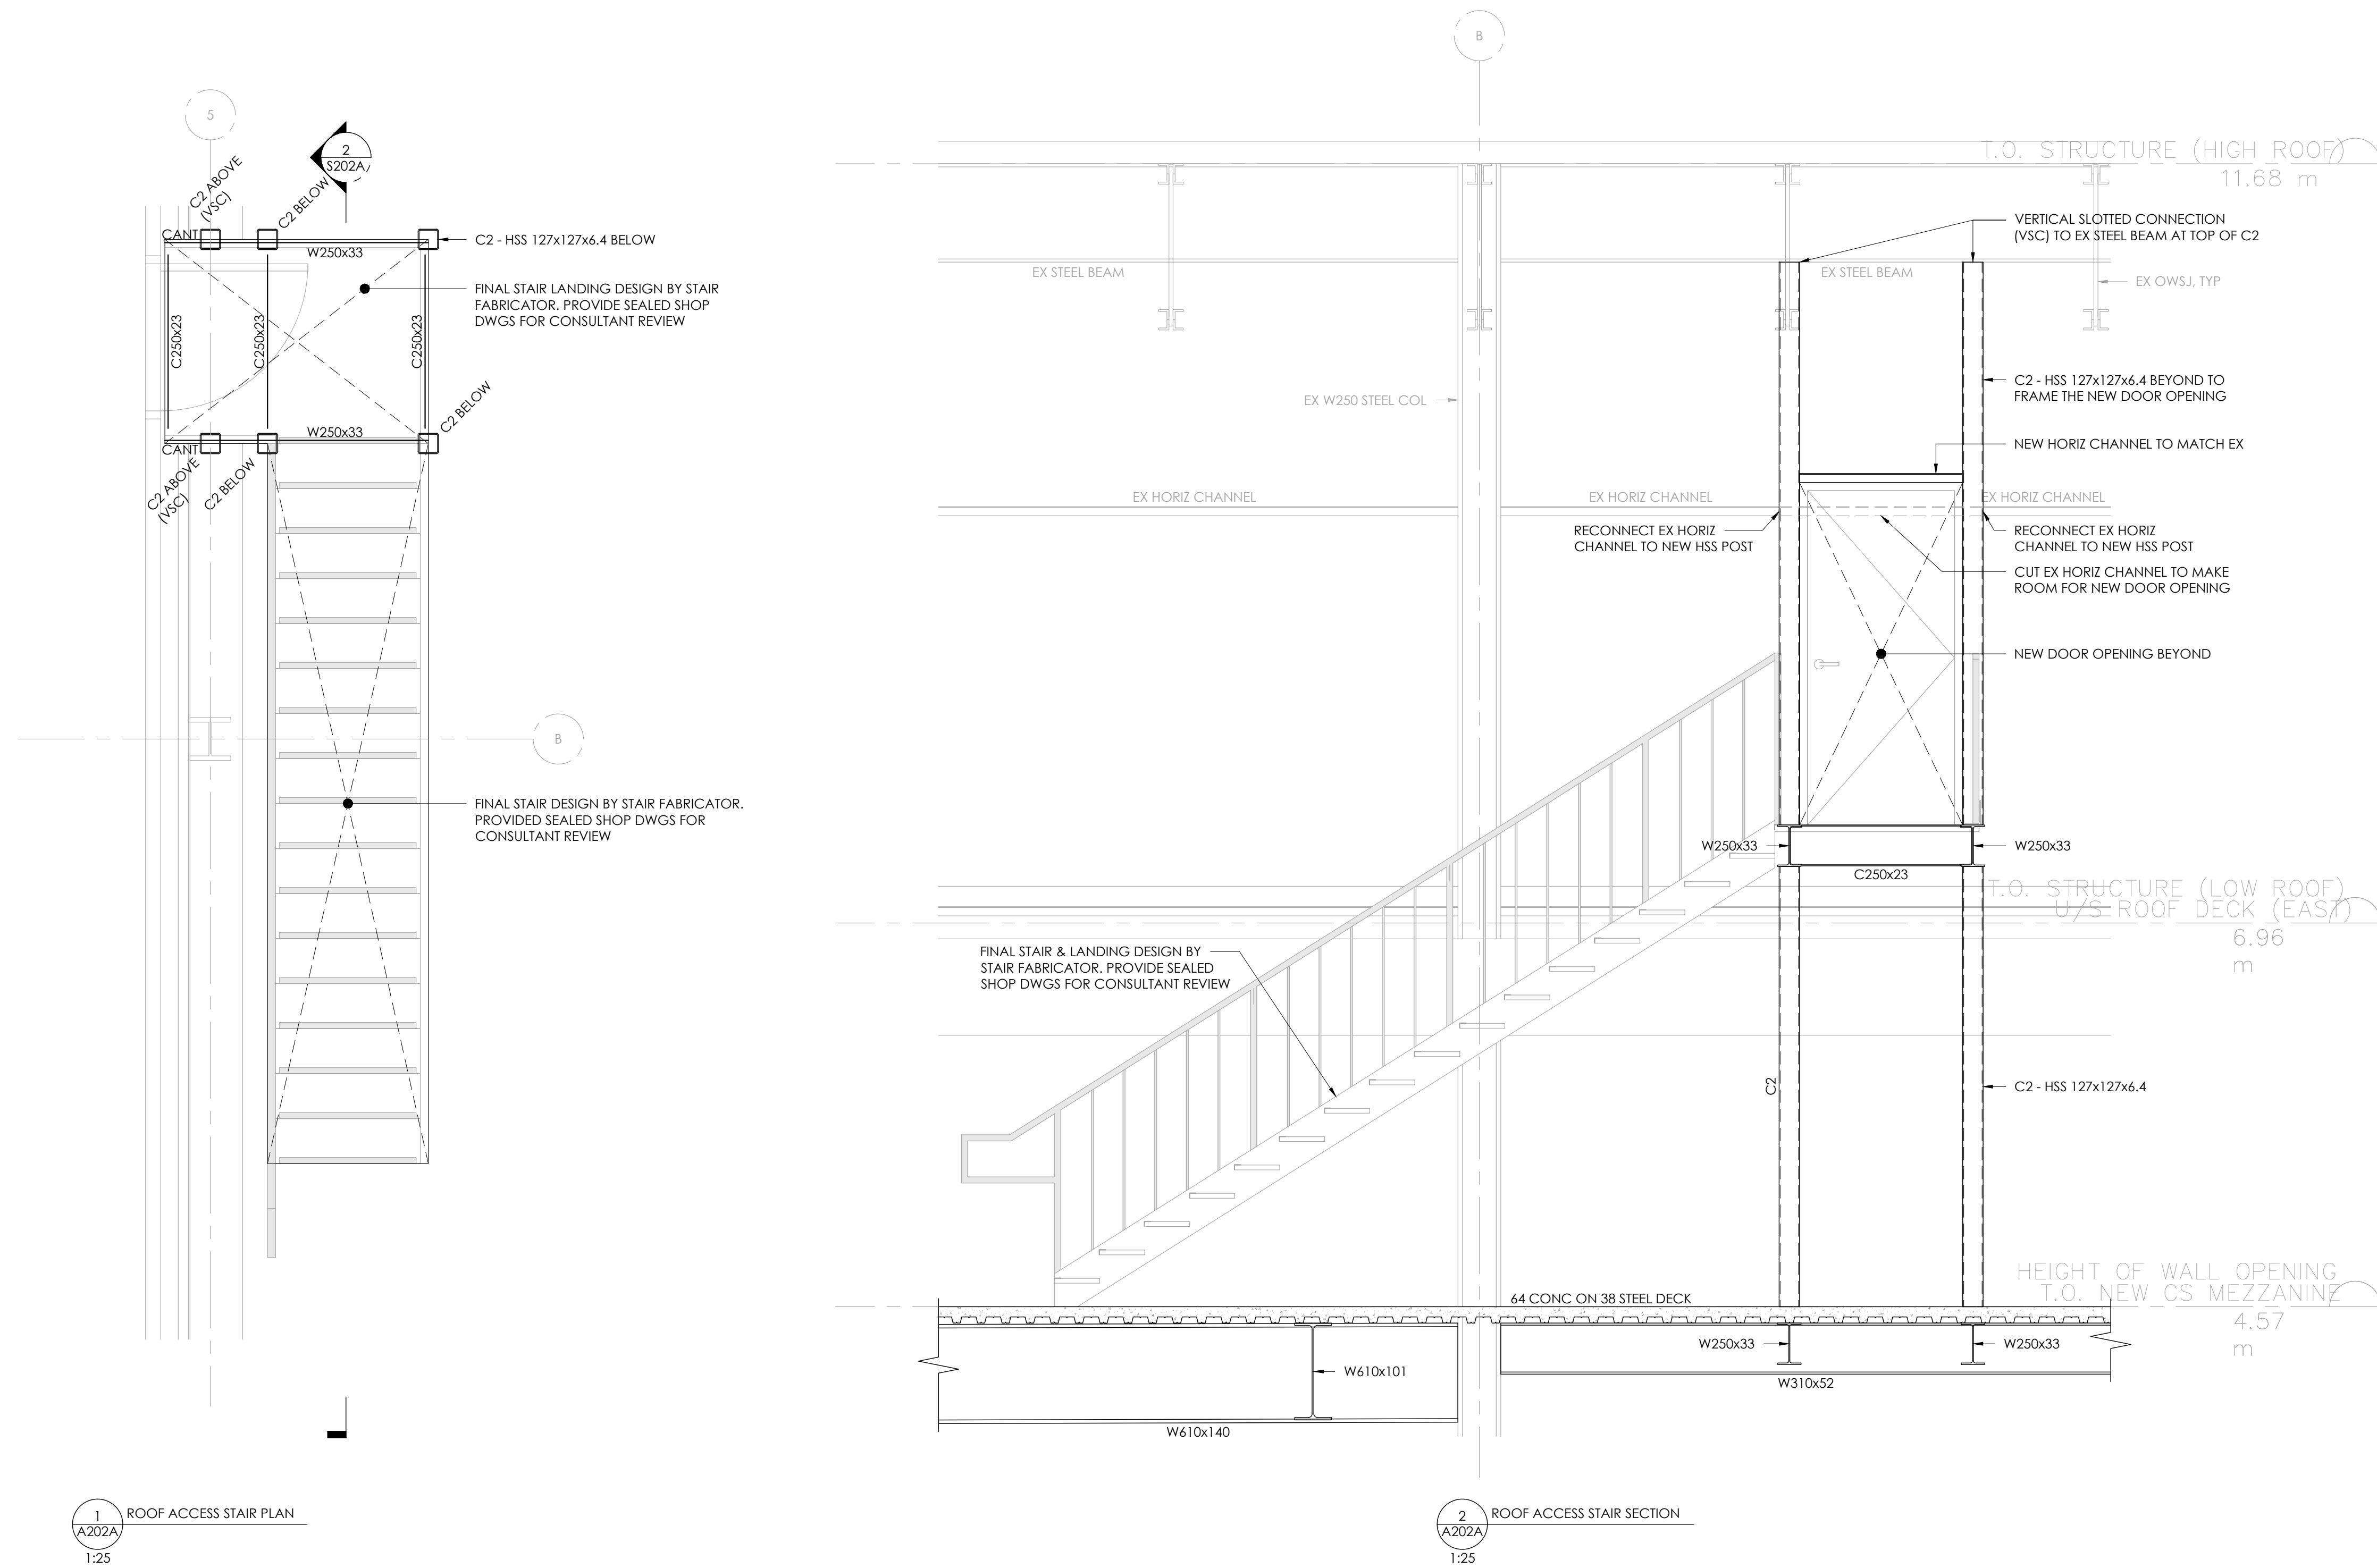 5
2
S202A
C2 ABOVE
(VSC)
C2 BELOW
CANT
W250x33
C2 - HSS 127x127x6.4 BELOW
FINAL STAIR LANDING DESIGN BY STAIR
FABRICATOR. PROVIDE SEALED SHOP
DWGS FOR CONSULTANT REVIEW
C250x23
C250x23
C250x23
C2 BELOW
W250x33
CANT
C2 ABOVE
(VSC)
C2 BELOW
B
FINAL STAIR DESIGN BY STAIR FABRICATOR.
PROVIDED SEALED SHOP DWGS FOR
CONSULTANT REVIEW
1
A202A
ROOF ACCESS STAIR PLAN
1:25
B
T.O. STRUCTURE (HIGH ROOF)
11.68 m
VERTICAL SLOTTED CONNECTION
(VSC) TO EX STEEL BEAM AT TOP OF C2
EX STEEL BEAM
EX STEEL BEAM
EX OWSJ, TYP
EX W250 STEEL COL
C2 - HSS 127x127x6.4 BEYOND TO
FRAME THE NEW DOOR OPENING
NEW HORIZ CHANNEL TO MATCH EX
EX HORIZ CHANNEL
EX HORIZ CHANNEL
EX HORIZ CHANNEL
RECONNECT EX HORIZ
CHANNEL TO NEW HSS POST
RECONNECT EX HORIZ
CHANNEL TO NEW HSS POST
CUT EX HORIZ CHANNEL TO MAKE
ROOM FOR NEW DOOR OPENING
NEW DOOR OPENING BEYOND
W250x33
W250x33
C250x23
T.O. STRUCTURE (LOW ROOF)
U/S ROOF DECK (EAST)
6.96
m
FINAL STAIR & LANDING DESIGN BY
STAIR FABRICATOR. PROVIDE SEALED
SHOP DWGS FOR CONSULTANT REVIEW
C2
C2 - HSS 127x127x6.4
HEIGHT OF WALL OPENING
T.O. NEW CS MEZZANINE
4.57
m
64 CONC ON 38 STEEL DECK
W250x33
W250x33
W610x101
W310x52
W610x140
2
A202A
ROOF ACCESS STAIR SECTION
1:25